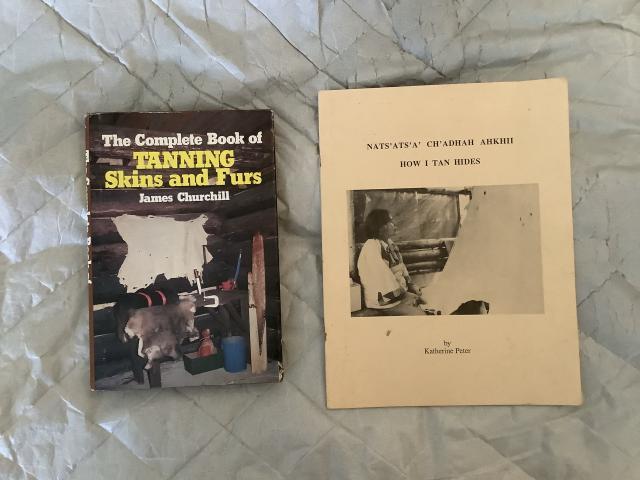 The Complete Book of
TANNING
Skins and Furs
James Churchill
NATS'ATS'A' CH'ADHAH AHKHII
HOW I TAN HIDES
by
Katherine Peter